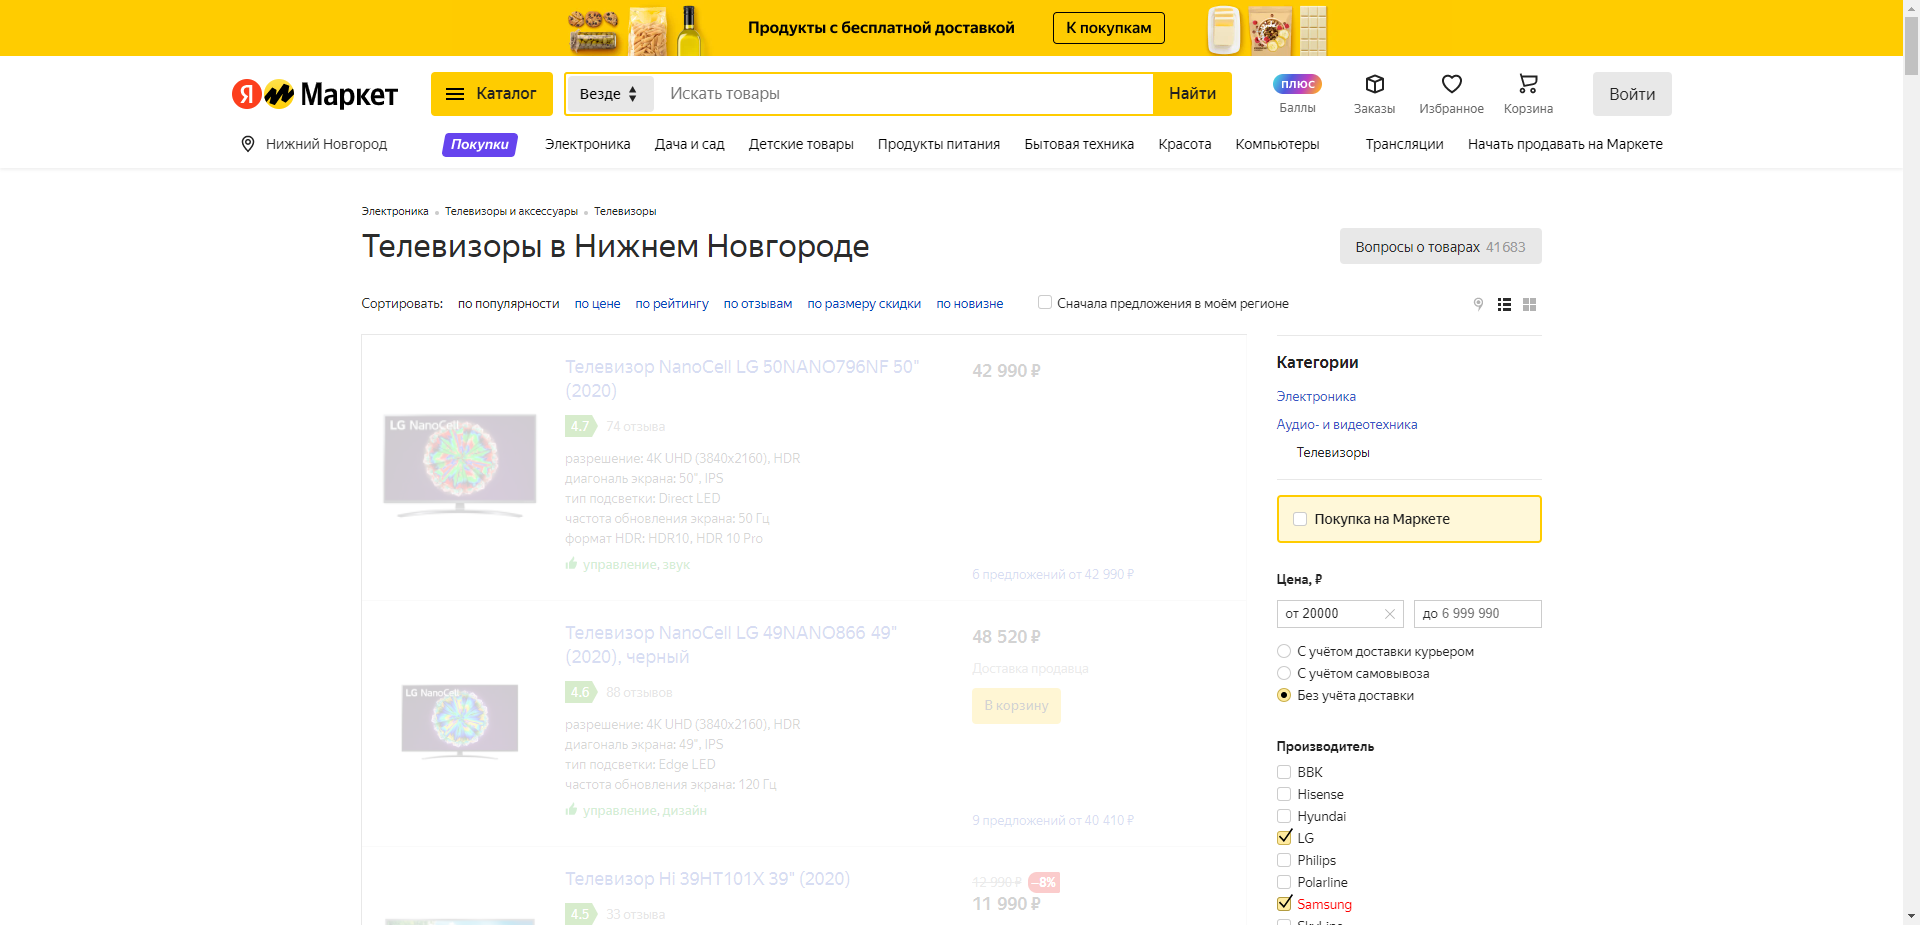 Продукты с бесплатной доставкой
К покупкам
Я Маркет
Каталог
Везде
Искать товары
Найти
плюс
Баллы
Заказы
Избранное
Корзина
Войти
Нижний Новгород
Покупки
Электроника
Дача и сад
Детские товары
Продукты питания
Бытовая техника
Красота
Компьютеры
Трансляции
Начать продавать на Маркете
Электроника
Телевизоры и аксессуары
Телевизоры
Телевизоры в Нижнем Новгороде
Вопросы о товарах 41683
Сортировать: по популярности по цене по рейтингу по отзывам по размеру скидки по новизне
Сначала предложения в моём регионе
Телевизор NanoCell LG 50NANO796NF 50" (2020)
LG NanoCell
4.7 74 отзыва
разрешение: 4K UHD (3840x2160), HDR
диагональ экрана: 50", IPS
тип подсветки: Direct LED
частота обновления экрана: 50 Гц
формат HDR: HDR10, HDR 10 Pro
управление, звук
42 990 ₽
6 предложений от 42 990 ₽
Телевизор NanoCell LG 49NANO866 49" (2020), черный
LG NanoCell
4.6 88 отзывов
разрешение: 4K UHD (3840x2160), HDR
диагональ экрана: 49", IPS
тип подсветки: Edge LED
частота обновления экрана: 120 Гц
управление, дизайн
48 520 ₽
Доставка продавца
В корзину
9 предложений от 40 410 ₽
Телевизор Hi 39HT101X 39" (2020)
4.5 33 отзыва
12 990 ₽ –8%
11 990 ₽
Категории
Электроника
Аудио- и видеотехника
Телевизоры
Покупка на Маркете
Цена, ₽
от 20000
до 6 999 990
С учётом доставки курьером
С учётом самовывоза
Без учёта доставки
Производитель
BBK
Hisense
Hyundai
LG
Philips
Polarline
Samsung